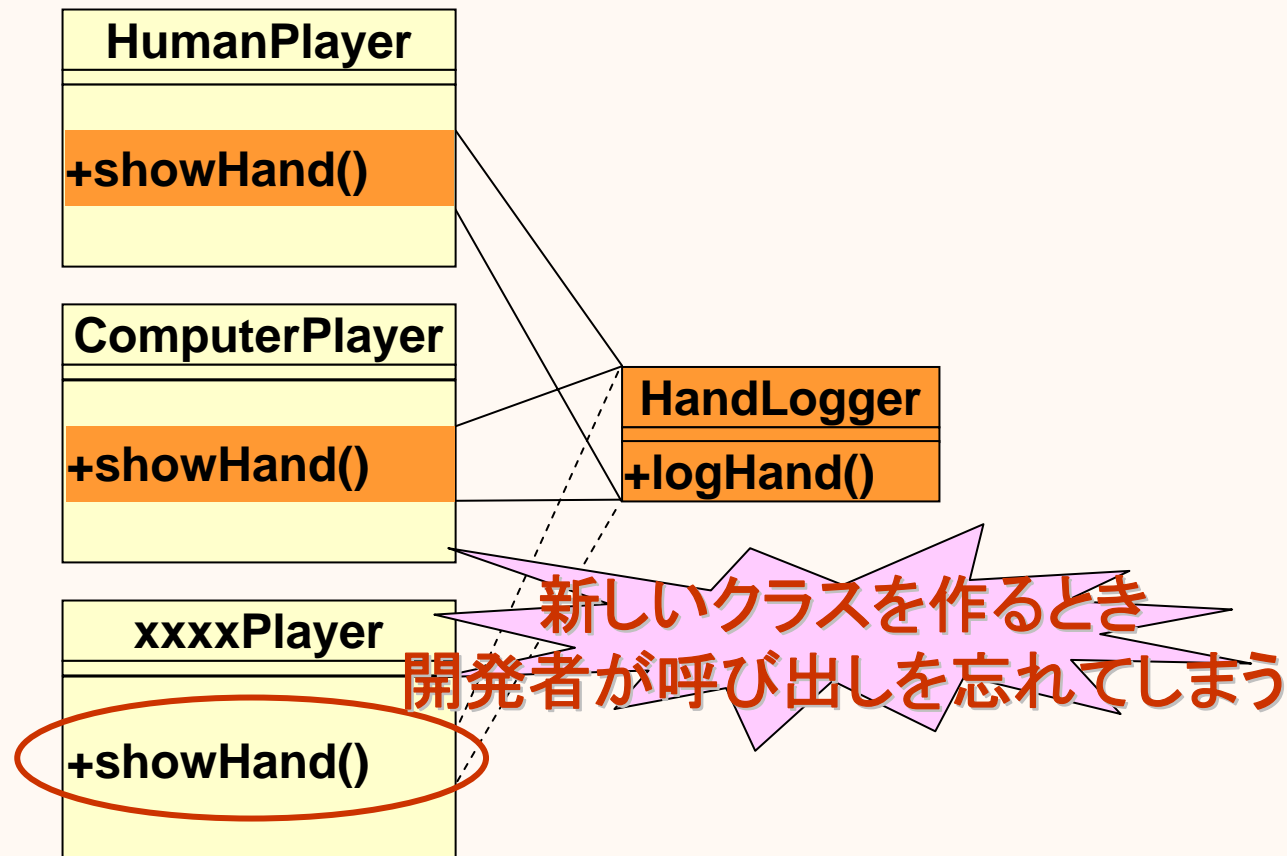 HumanPlayer
+showHand()
ComputerPlayer
+showHand()
HandLogger
+logHand()
新しいクラスを作るとき
開発者が呼び出しを忘れてしまう
xxxxPlayer
+showHand()